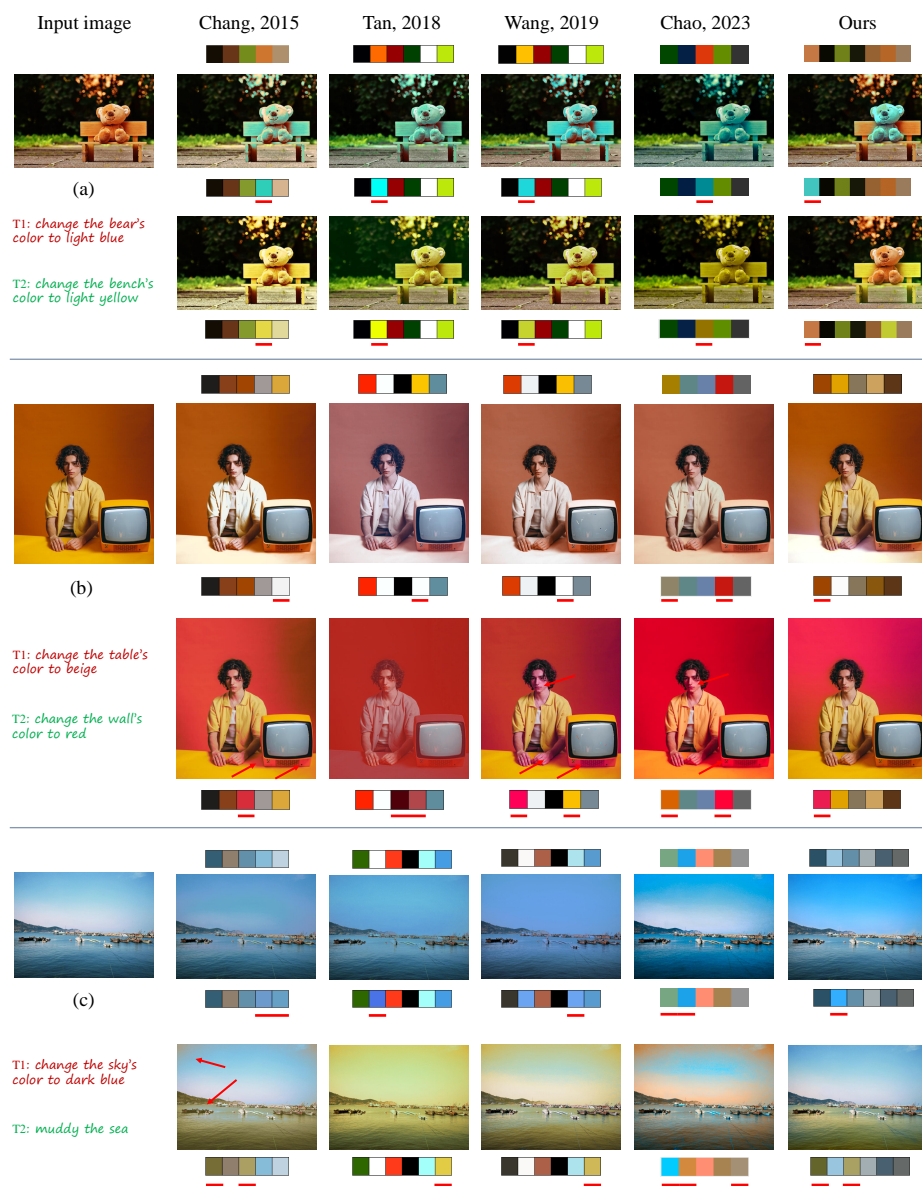 Input image
Chang, 2015
Tan, 2018
Wang, 2019
Chao, 2023
Ours
(a)
T1: change the bear's
color to light blue
T2: change the bench's
color to light yellow
(b)
T1: change the table's
color to beige
T2: change the wall's
color to red
(c)
T1: change the sky's
color to dark blue
T2: muddy the sea